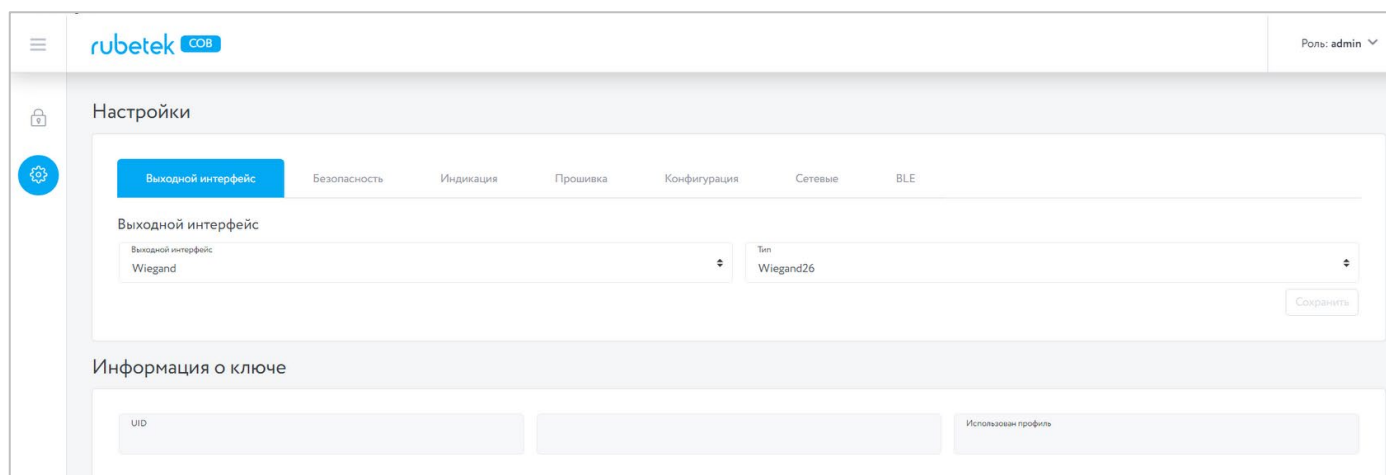 rubetek COB
Роль: admin
Настройки
Выходной интерфейс Безопасность Индикация Прошивка Конфигурация Сетевые BLE
Выходной интерфейс
Выходной интерфейс Тип
Wiegand Wiegand26
Сохранить
Информация о ключе
UID Использован профиль